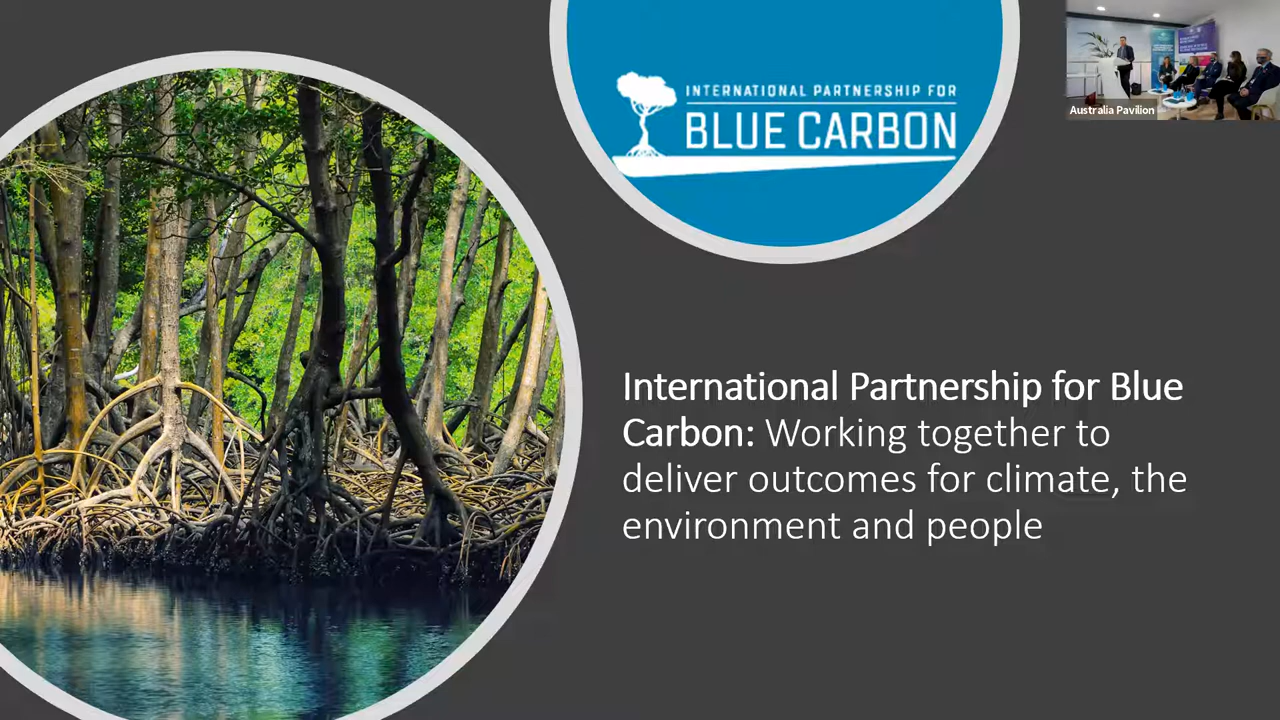 INTERNATIONAL PARTNERSHIP FOR
BLUE CARBON
Australia Pavilion
International Partnership for Blue
Carbon: Working together to
deliver outcomes for climate, the
environment and people